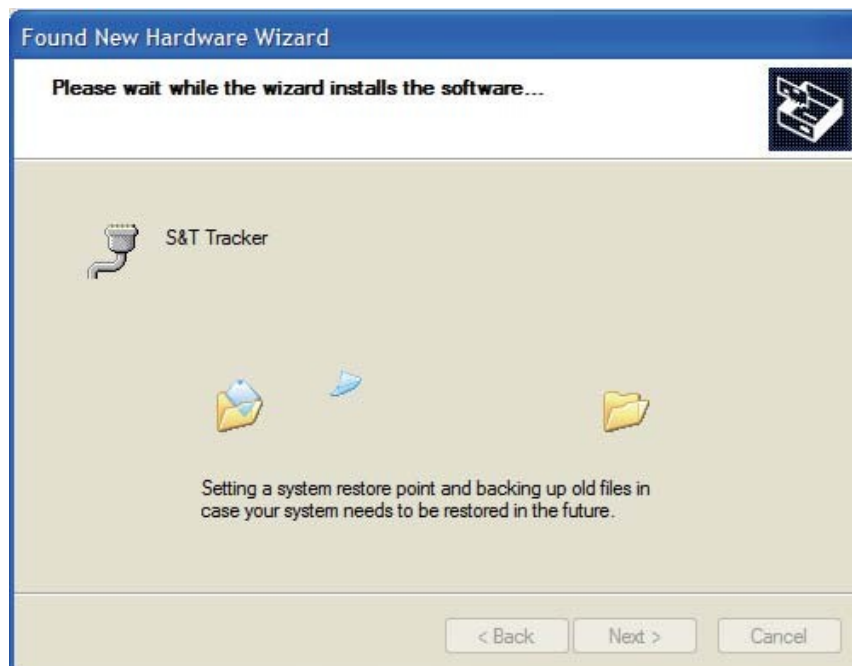 Found New Hardware Wizard
Please wait while the wizard installs the software...
S&T Tracker
Setting a system restore point and backing up old files in
case your system needs to be restored in the future.
< Back Next > Cancel